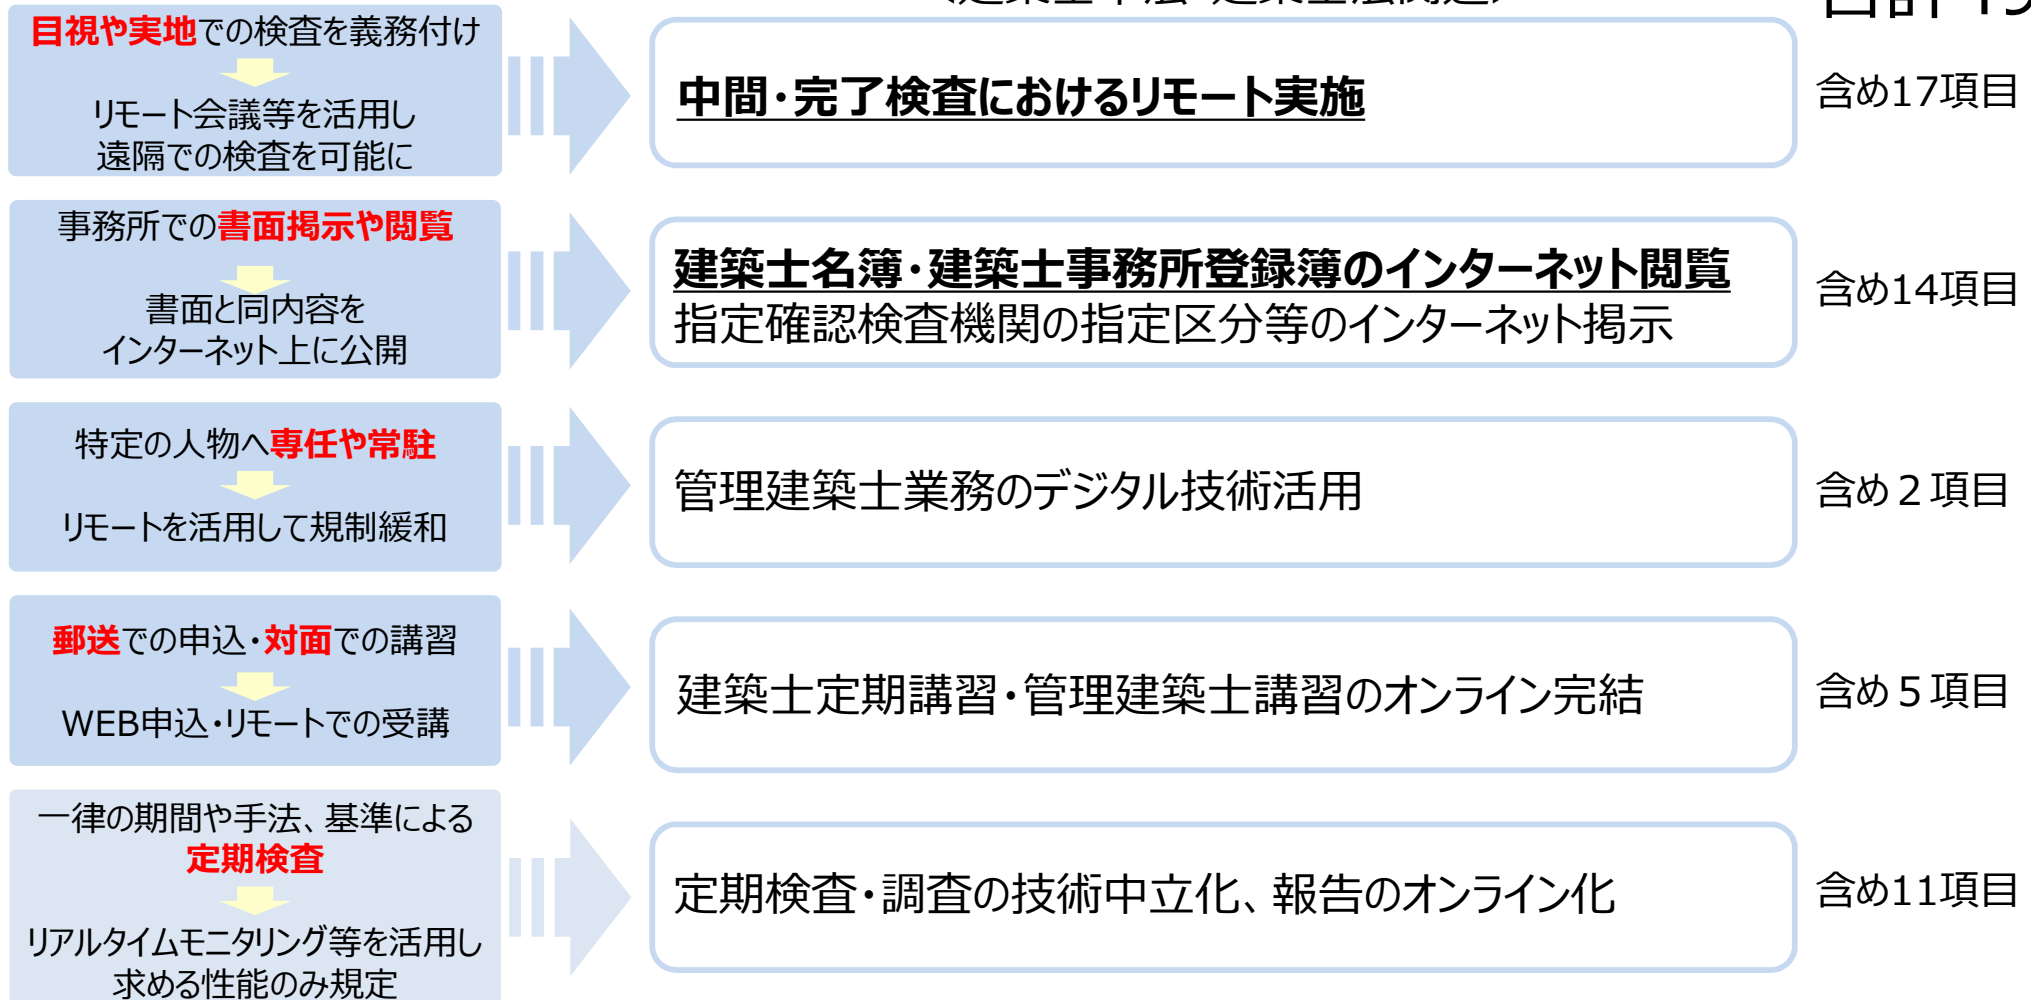 〈建築基準法・建築士法関連〉
合計49
目視や実地での検査を義務付け
リモート会議等を活用し
遠隔での検査を可能に
中間・完了検査におけるリモート実施
含め17項目
事務所での書面掲示や閲覧
書面と同内容を
インターネット上に公開
建築士名簿・建築士事務所登録簿のインターネット閲覧
指定確認検査機関の指定区分等のインターネット掲示
含め14項目
特定の人物へ専任や常駐
リモートを活用して規制緩和
管理建築士業務のデジタル技術活用
含め２項目
郵送での申込・対面での講習
WEB申込・リモートでの受講
建築士定期講習・管理建築士講習のオンライン完結
含め５項目
一律の期間や手法、基準による
定期検査
リアルタイムモニタリング等を活用し
求める性能のみ規定
定期検査・調査の技術中立化、報告のオンライン化
含め11項目